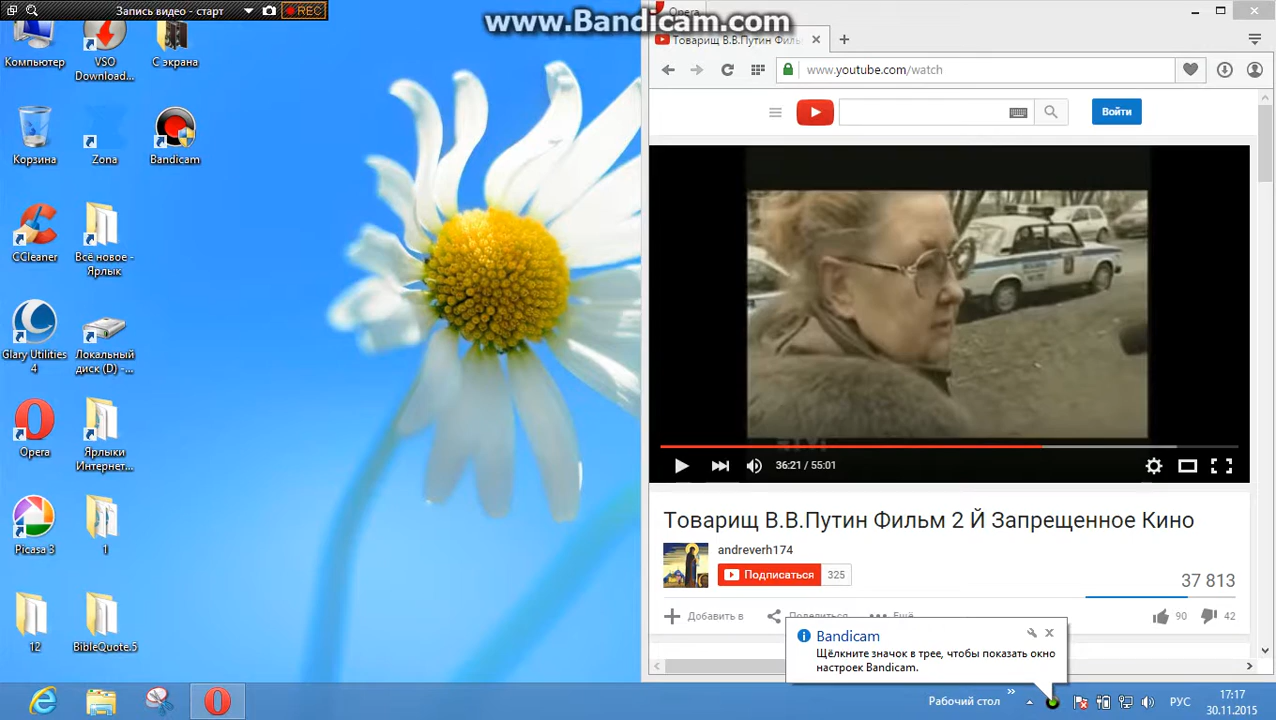 Запись видео - старт
REC
www.Bandicam.com
Opera
Товарищ В.В.Путин Филь
www.youtube.com/watch
Войти
Компьютер
VSO Download...
С экрана
Корзина
Zona
Bandicam
CCleaner
Всё новое - Ярлык
Glary Utilities 4
Локальный диск (D) -...
Opera
Ярлыки Интернет...
Picasa 3
1
12
BibleQuote.5
36:21 / 55:01
Товарищ В.В.Путин Фильм 2 Й Запрещенное Кино
andreverh174
Подписаться
325
37 813
Добавить в
Поделиться
Ещё
90
42
Bandicam
Щёлкните значок в трее, чтобы показать окно
настроек Bandicam.
Рабочий стол
»
РУС
17:17
30.11.2015